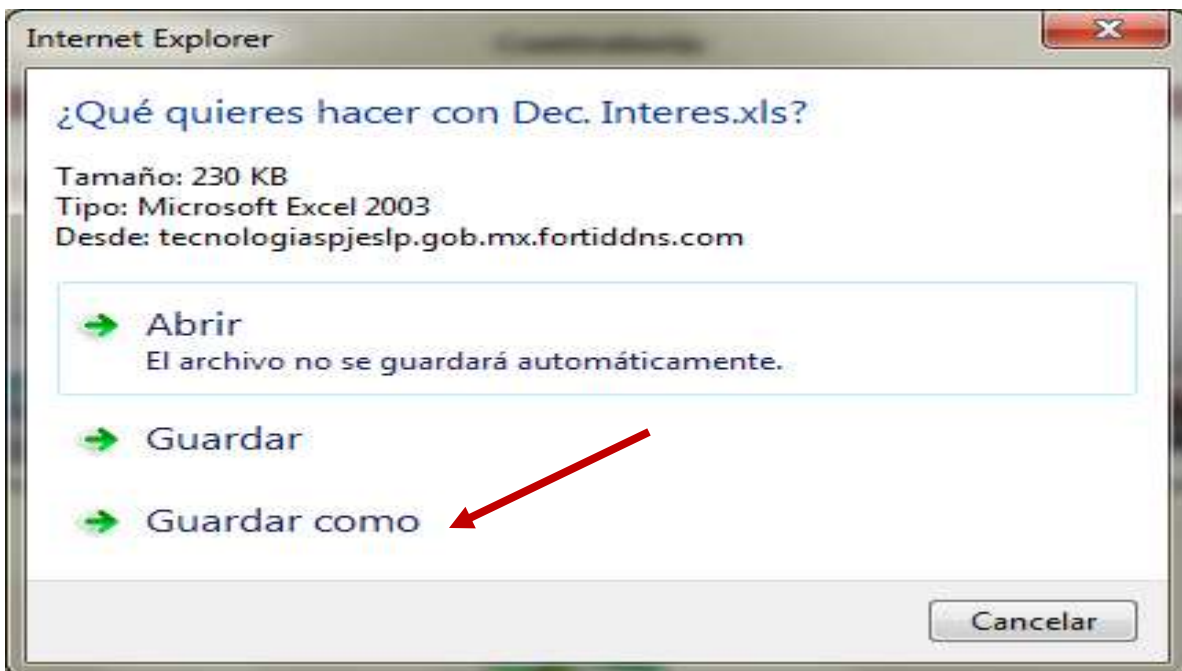 Internet Explorer
¿Qué quieres hacer con Dec. Interes.xls?
Tamaño: 230 KB
Tipo: Microsoft Excel 2003
Desde: tecnologiaspjeslp.gob.mx.fortiddns.com
Abrir
El archivo no se guardará automáticamente.
Guardar
Guardar como
Cancelar